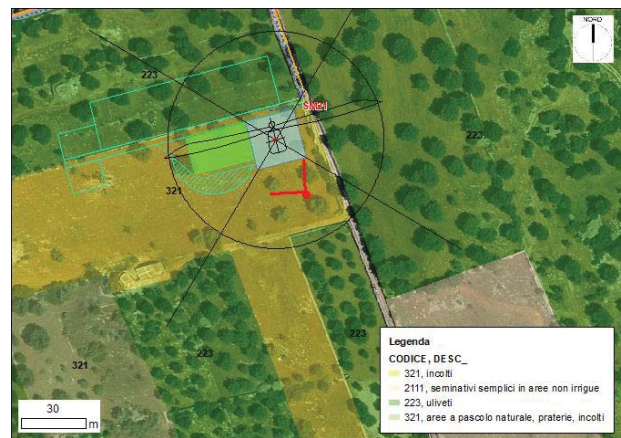 NORD
223
SM21
223
321
223
321
223
30
m
Legenda
CODICE, DESC_
321, incolti
2111, seminativi semplici in aree non irrigue
223, uliveti
321, aree a pascolo naturale, praterie, incolti